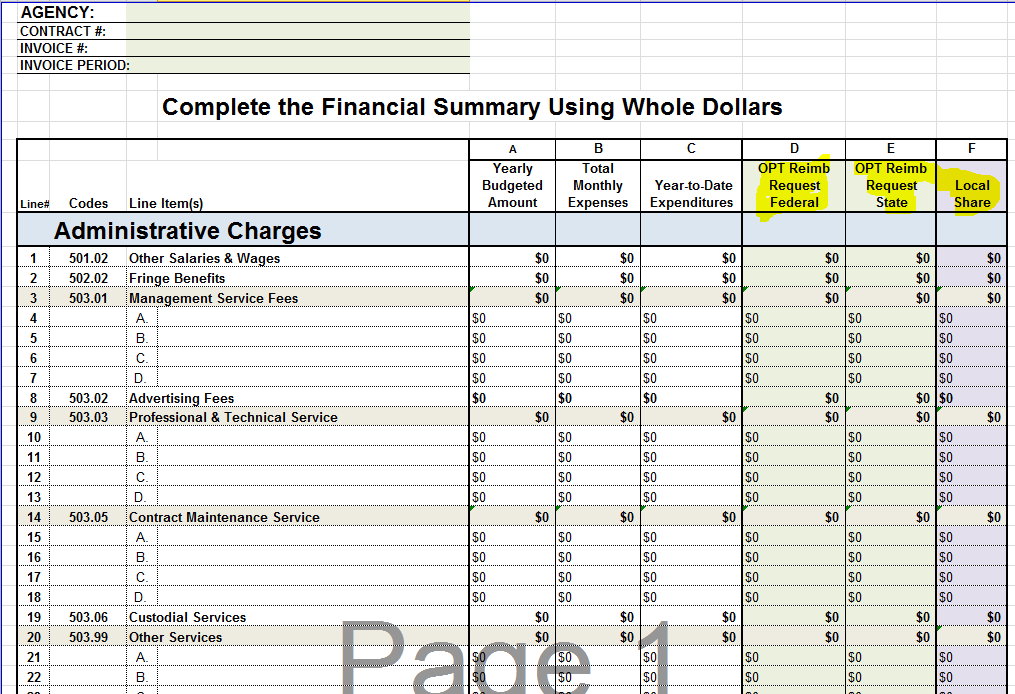 AGENCY:
CONTRACT #:
INVOICE #:
INVOICE PERIOD:
Complete the Financial Summary Using Whole Dollars
A B C D E F
Line# Codes Line Item(s) Yearly Budgeted Amount Total Monthly Expenses Year-to-Date Expenditures OPT Reimb Request Federal OPT Reimb Request State Local Share
Administrative Charges
1 501.02 Other Salaries & Wages $0 $0 $0 $0 $0 $0
2 502.02 Fringe Benefits $0 $0 $0 $0 $0 $0
3 503.01 Management Service Fees $0 $0 $0 $0 $0 $0
4 A. $0 $0 $0 $0 $0 $0
5 B. $0 $0 $0 $0 $0 $0
6 C. $0 $0 $0 $0 $0 $0
7 D. $0 $0 $0 $0 $0 $0
8 503.02 Advertising Fees $0 $0 $0 $0 $0 $0
9 503.03 Professional & Technical Service $0 $0 $0 $0 $0 $0
10 A. $0 $0 $0 $0 $0 $0
11 B. $0 $0 $0 $0 $0 $0
12 C. $0 $0 $0 $0 $0 $0
13 D. $0 $0 $0 $0 $0 $0
14 503.05 Contract Maintenance Service $0 $0 $0 $0 $0 $0
15 A. $0 $0 $0 $0 $0 $0
16 B. $0 $0 $0 $0 $0 $0
17 C. $0 $0 $0 $0 $0 $0
18 D. $0 $0 $0 $0 $0 $0
19 503.06 Custodial Services $0 $0 $0 $0 $0 $0
20 503.99 Other Services $0 $0 $0 $0 $0 $0
21 A. $0 $0 $0 $0 $0 $0
22 B. $0 $0 $0 $0 $0 $0
Page 1